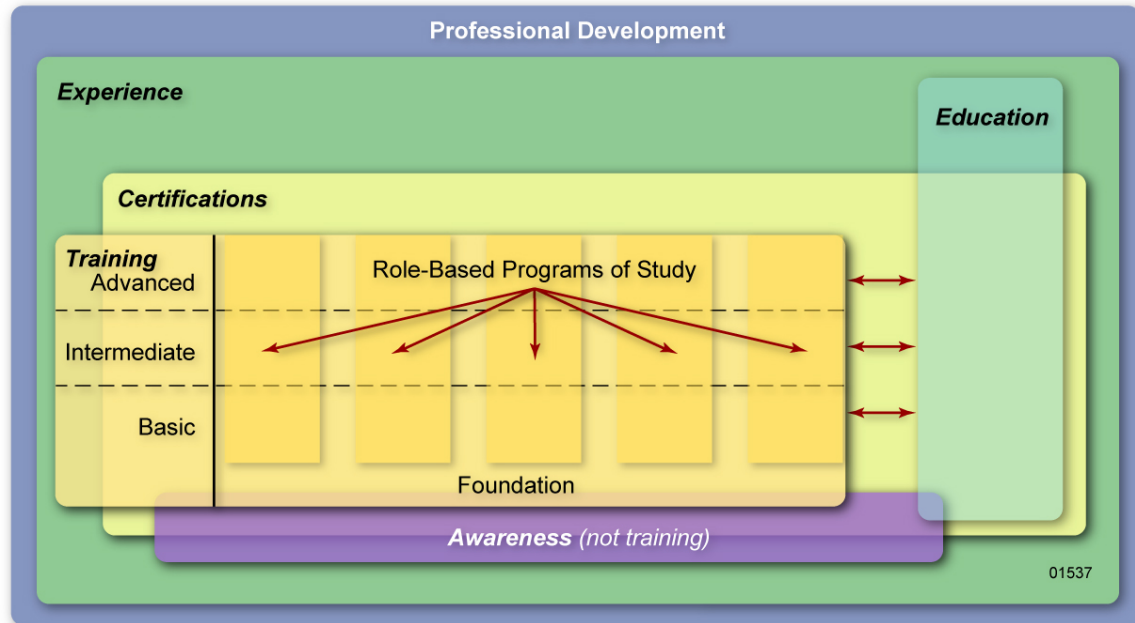 Professional Development
Experience
Education
Certifications
Training
Role-Based Programs of Study
Advanced
Intermediate
Basic
Foundation
Awareness (not training)
01537